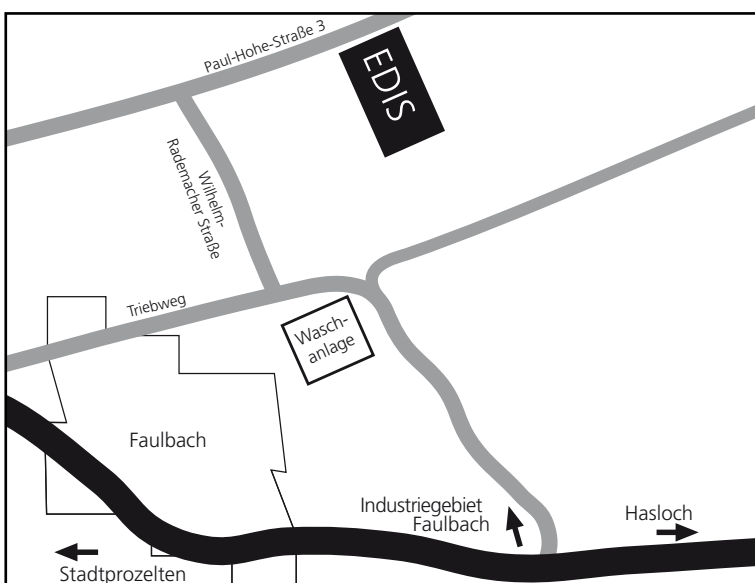 Paul-Hohe-Straße 3
EDIS
Wilhelm-
Rademacher Straße
Triebweg
Wasch-
anlage
Faulbach
Industriegebiet
Faulbach
Hasloch
Stadtprozelten